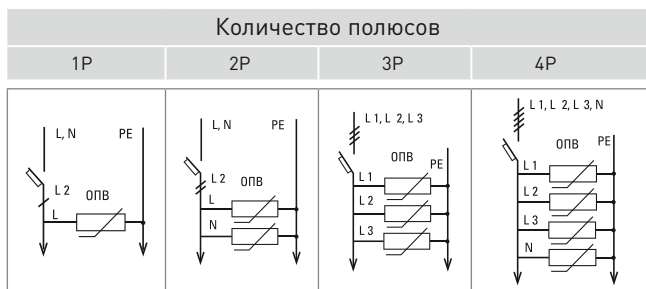 Количество полюсов
1P 2P 3P 4P
L, N PE
L 2 ОПВ
L
L, N PE
L 2 ОПВ
L
N
L 1, L 2, L 3
ОПВ
PE
L 1
L 2
L 3
L 1, L 2, L 3, N
ОПВ PE
L 1
L 2
L 3
N